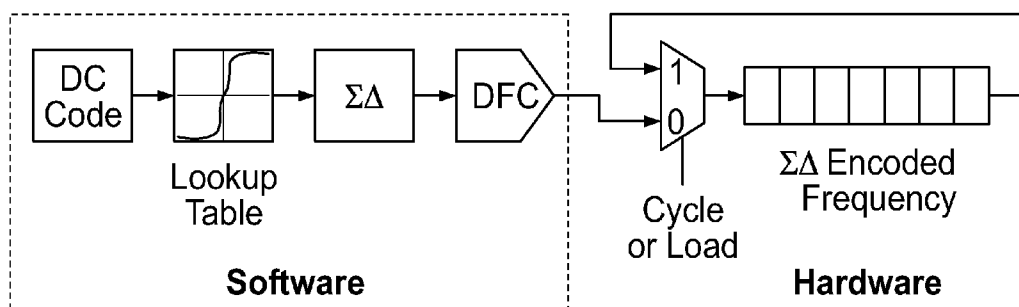 DC
Code
Lookup
Table
ΣΔ
DFC
1
0
Cycle
or Load
ΣΔ Encoded
Frequency
Software
Hardware